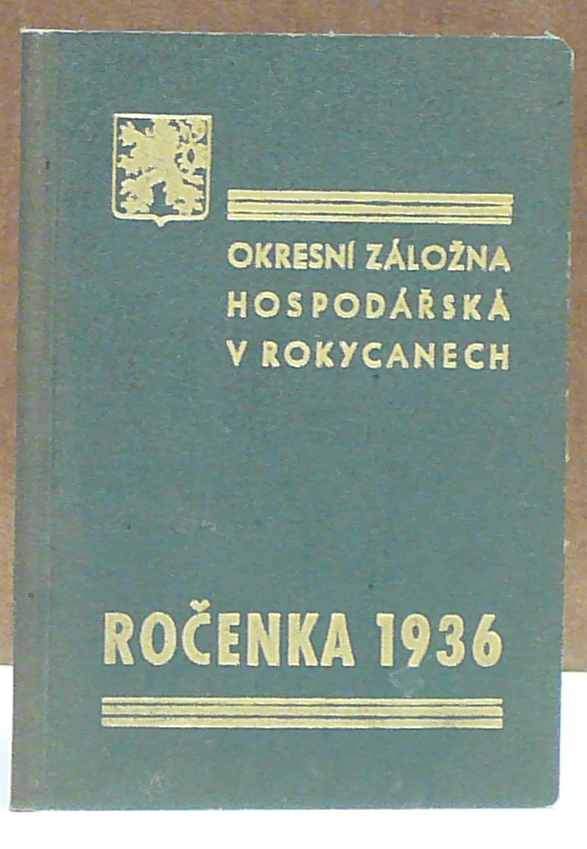 OKRESNÍ ZÁLOŽNA
HOSPODÁŘSKÁ
V ROKYCANECH
ROČENKA 1936